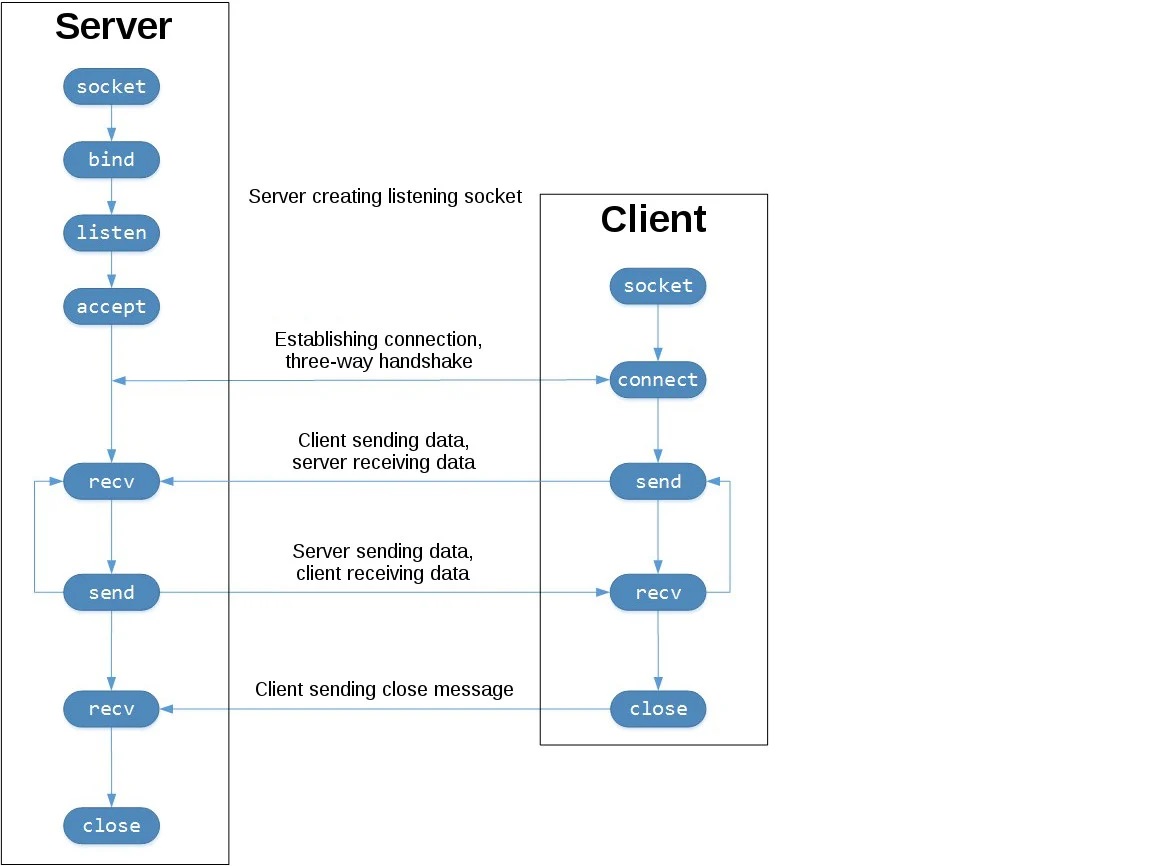 Server
socket
bind
listen
accept
recv
send
recv
close
Server creating listening socket
Establishing connection,
three-way handshake
Client sending data,
server receiving data
Server sending data,
client receiving data
Client sending close message
Client
socket
connect
send
recv
close